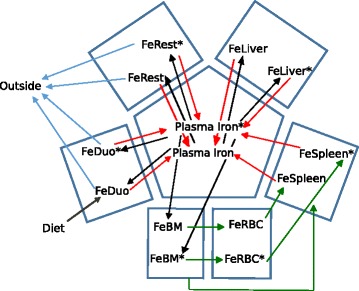 FeRest*
FeLiver
FeRest
FeLiver*
Outside
Plasma Iron*
FeDuo*
Plasma Iron
FeSpleen*
FeDuo
FeSpleen
Diet
FeBM
FeRBC
FeBM*
FeRBC*